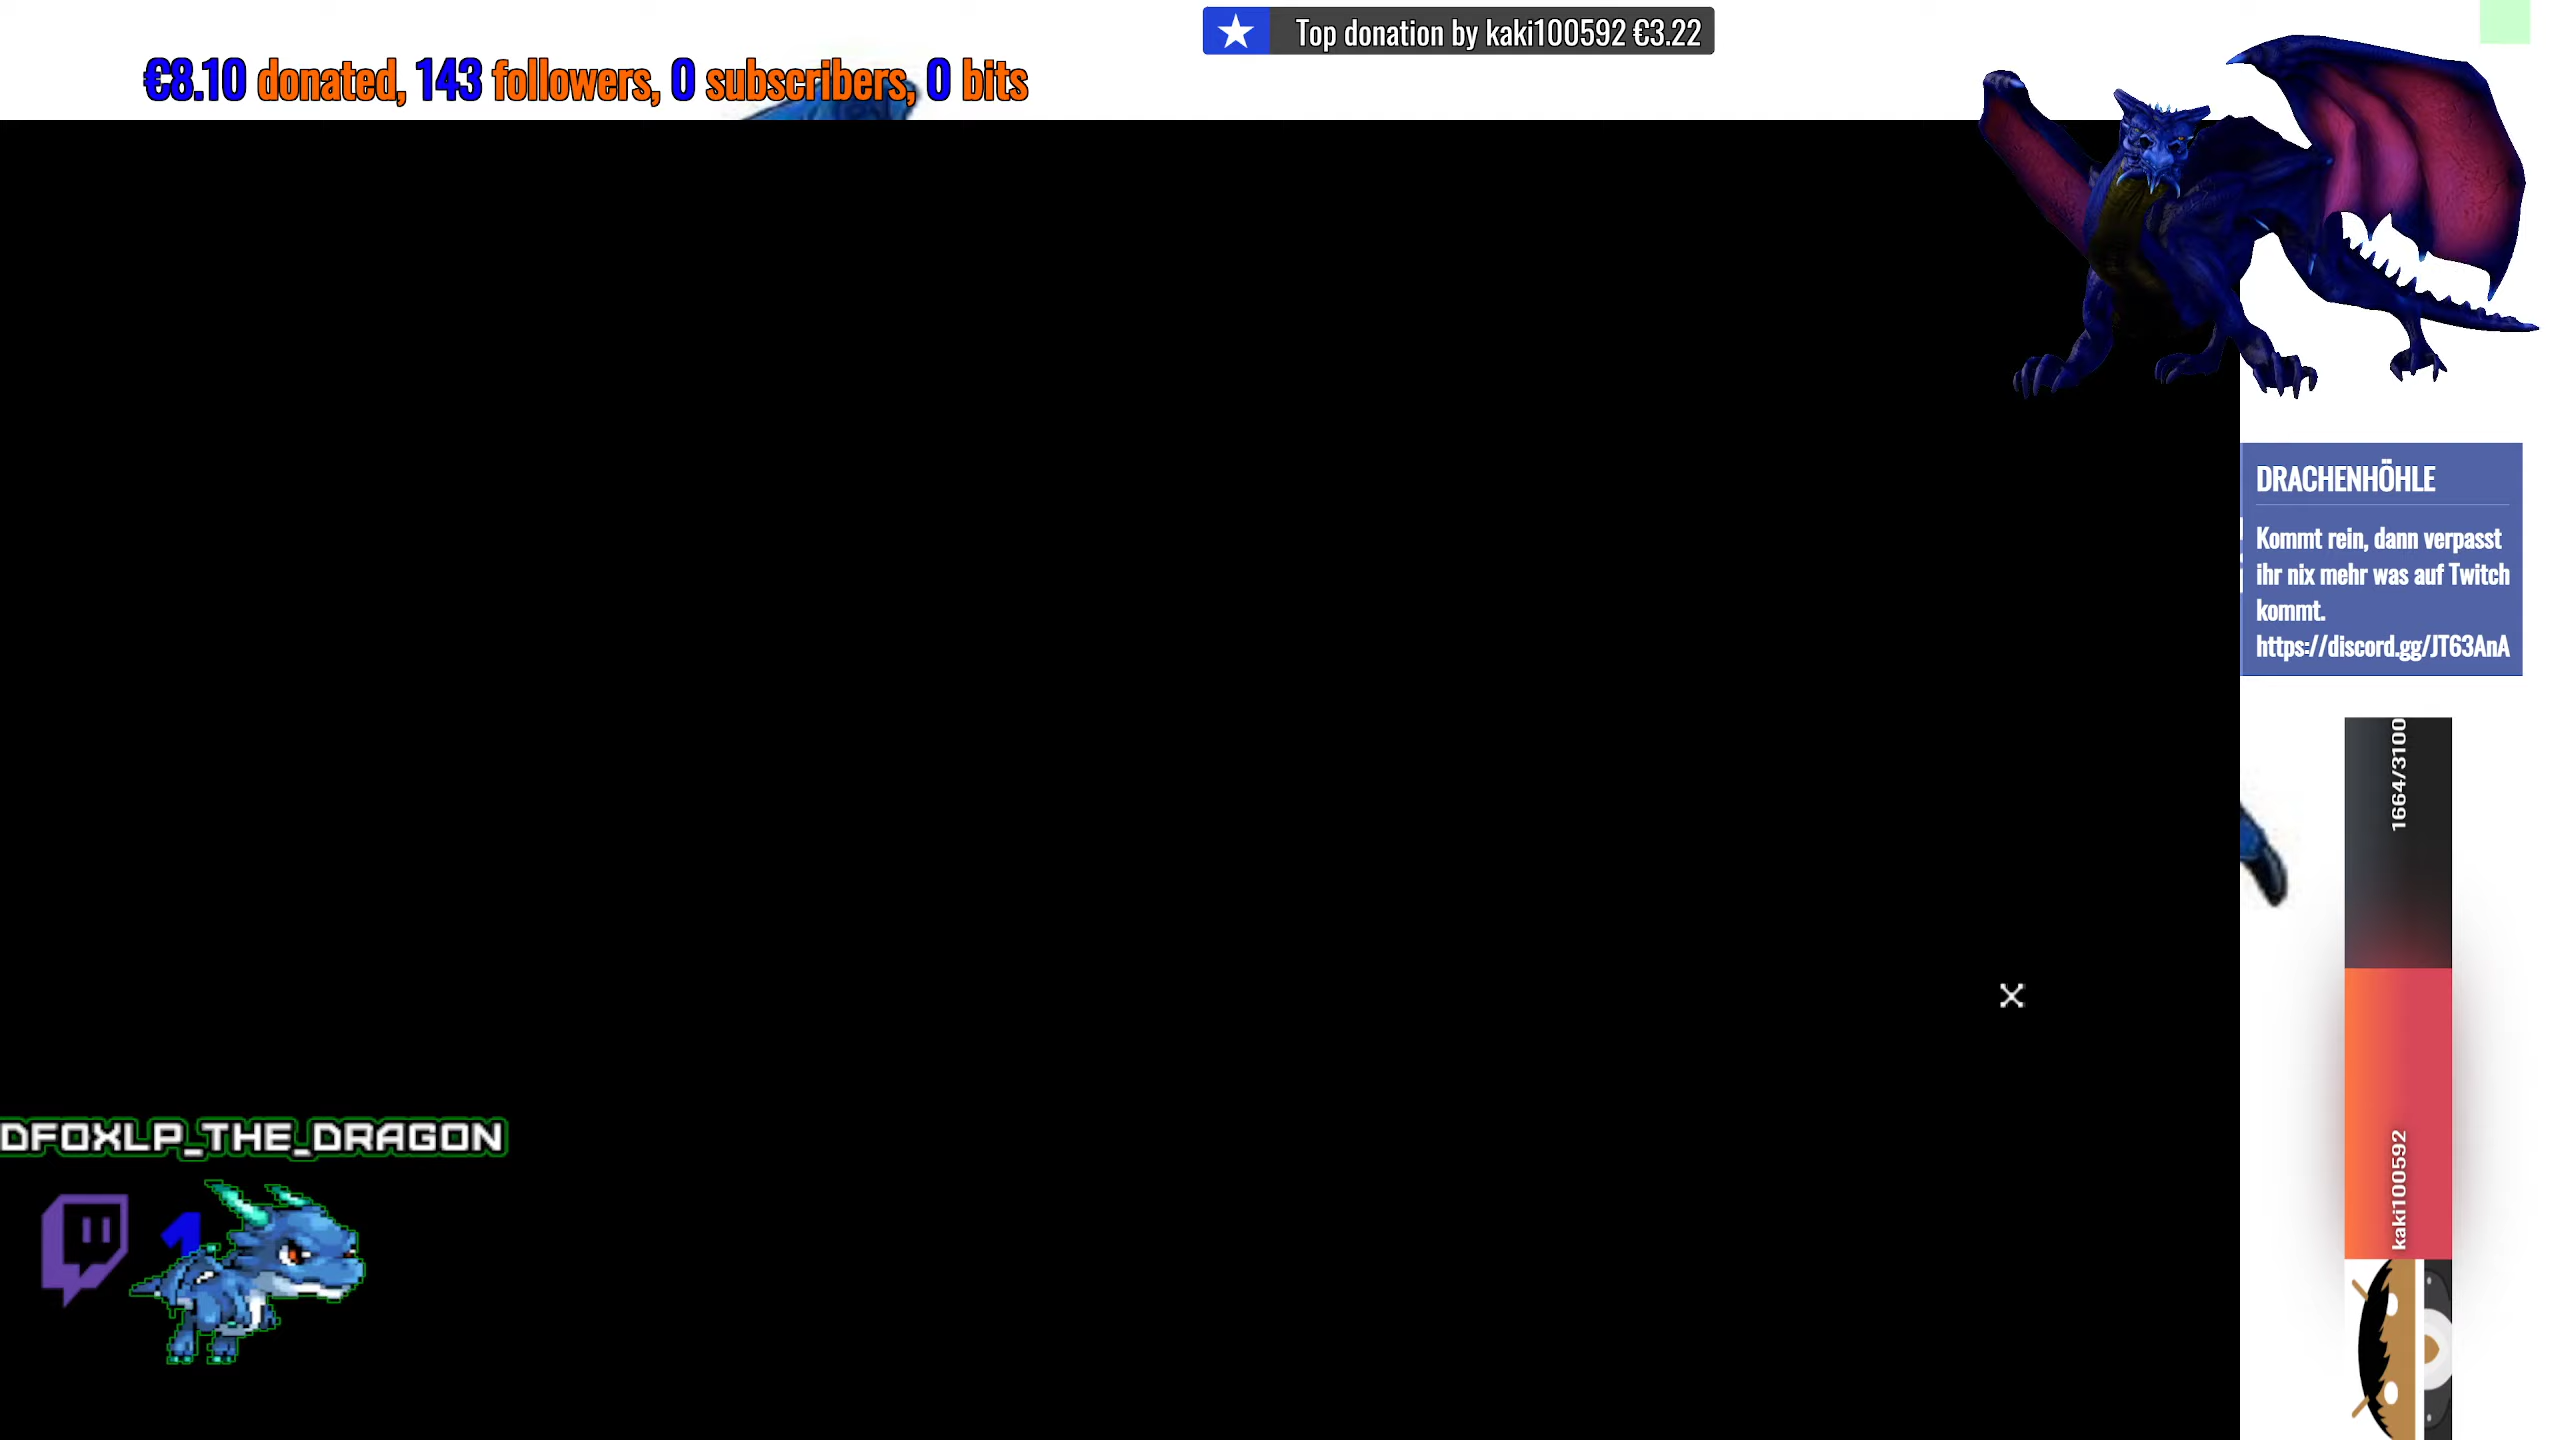 Top donation by kaki100592 €3.22
€8.10 donated, 143 followers, 0 subscribers, 0 bits
DRACHENHÖHLE
Kommt rein, dann verpasst
ihr nix mehr was auf Twitch
kommt.
https://discord.gg/JT63AnA
1664/3100
kaki100592
DFOXLP_THE_DRAGON
1